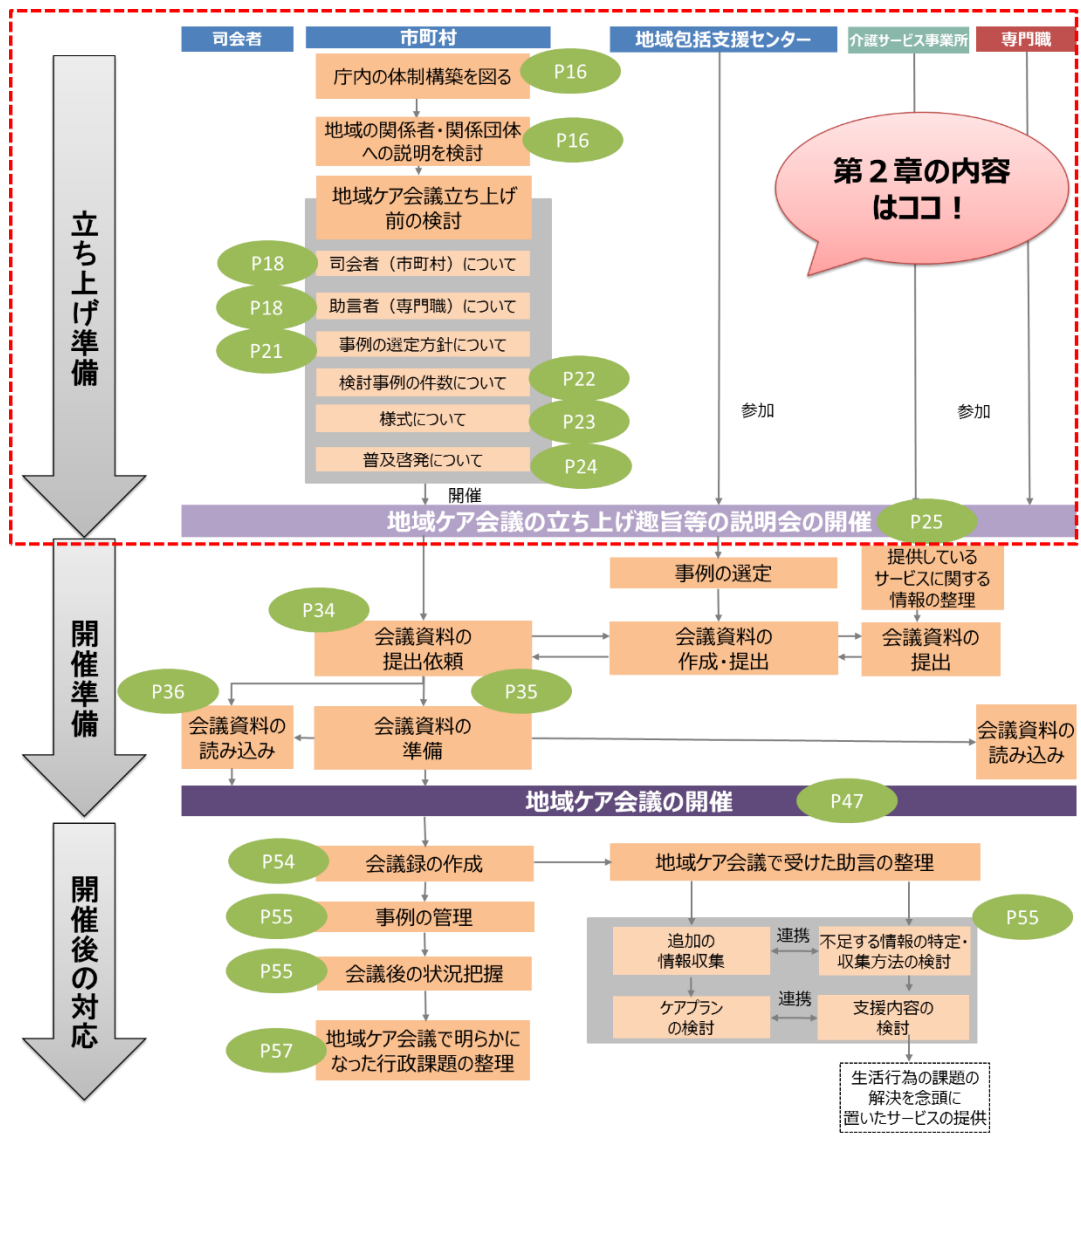 司会者
市町村
地域包括支援センター
介護サービス事業所
専門職
立ち上げ準備
庁内の体制構築を図る
P16
地域の関係者・関係団体
への説明を検討
P16
第２章の内容
はココ！
地域ケア会議立ち上げ
前の検討
P18
司会者（市町村）について
P18
助言者（専門職）について
P21
事例の選定方針について
検討事例の件数について
P22
様式について
P23
普及啓発について
P24
参加
参加
開催
地域ケア会議の立ち上げ趣旨等の説明会の開催
P25
開催準備
事例の選定
提供している
サービスに関する
情報の整理
P34
会議資料の
提出依頼
会議資料の
作成・提出
会議資料の
提出
P36
P35
会議資料の
読み込み
会議資料の
準備
会議資料の
読み込み
地域ケア会議の開催
P47
開催後の対応
P54
会議録の作成
地域ケア会議で受けた助言の整理
P55
事例の管理
P55
追加の
情報収集
連携
不足する情報の特定・
収集方法の検討
P55
会議後の状況把握
ケアプラン
の検討
連携
支援内容の
検討
P57
地域ケア会議で明らかに
なった行政課題の整理
生活行為の課題の
解決を念頭に
置いたサービスの提供